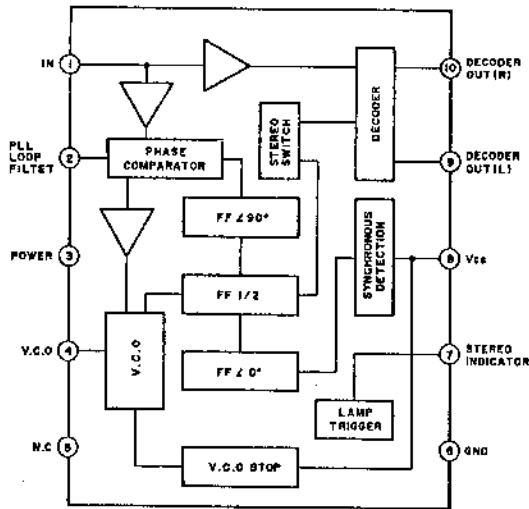 IN 1
10 DECODER
OUT (R)
PLL
LOOP
FILTET
2
PHASE
COMPARATOR
STEREO
SWITCH
DECODER
9 DECODER
OUT (L)
FF ∠90°
POWER 3
SYNCHRONOUS
DETECTION
8
FF 1/2
V.C.O 4
V.C.O
FF ∠0°
7 STEREO
INDICATOR
LAMP
TRIGGER
N.C 5
V.C.O STOP
6 GND